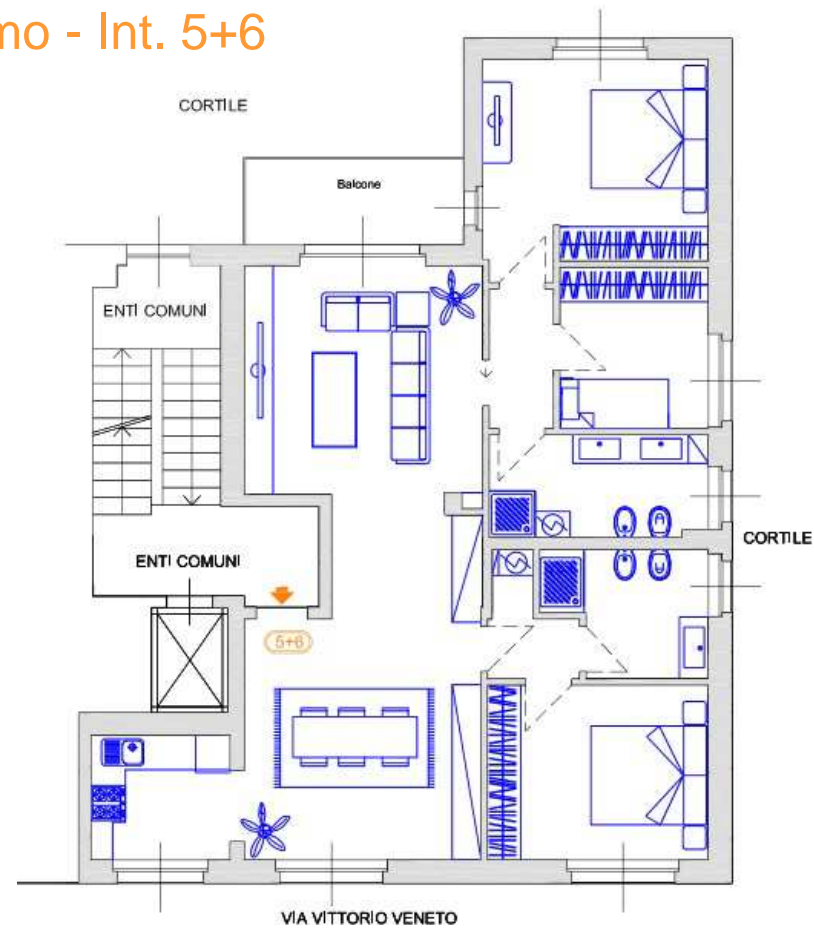 mo - Int. 5+6
CORTILE
Balcone
ENTI COMUNI
ENTI COMUNI
CORTILE
5+6
VIA VITTORIO VENETO